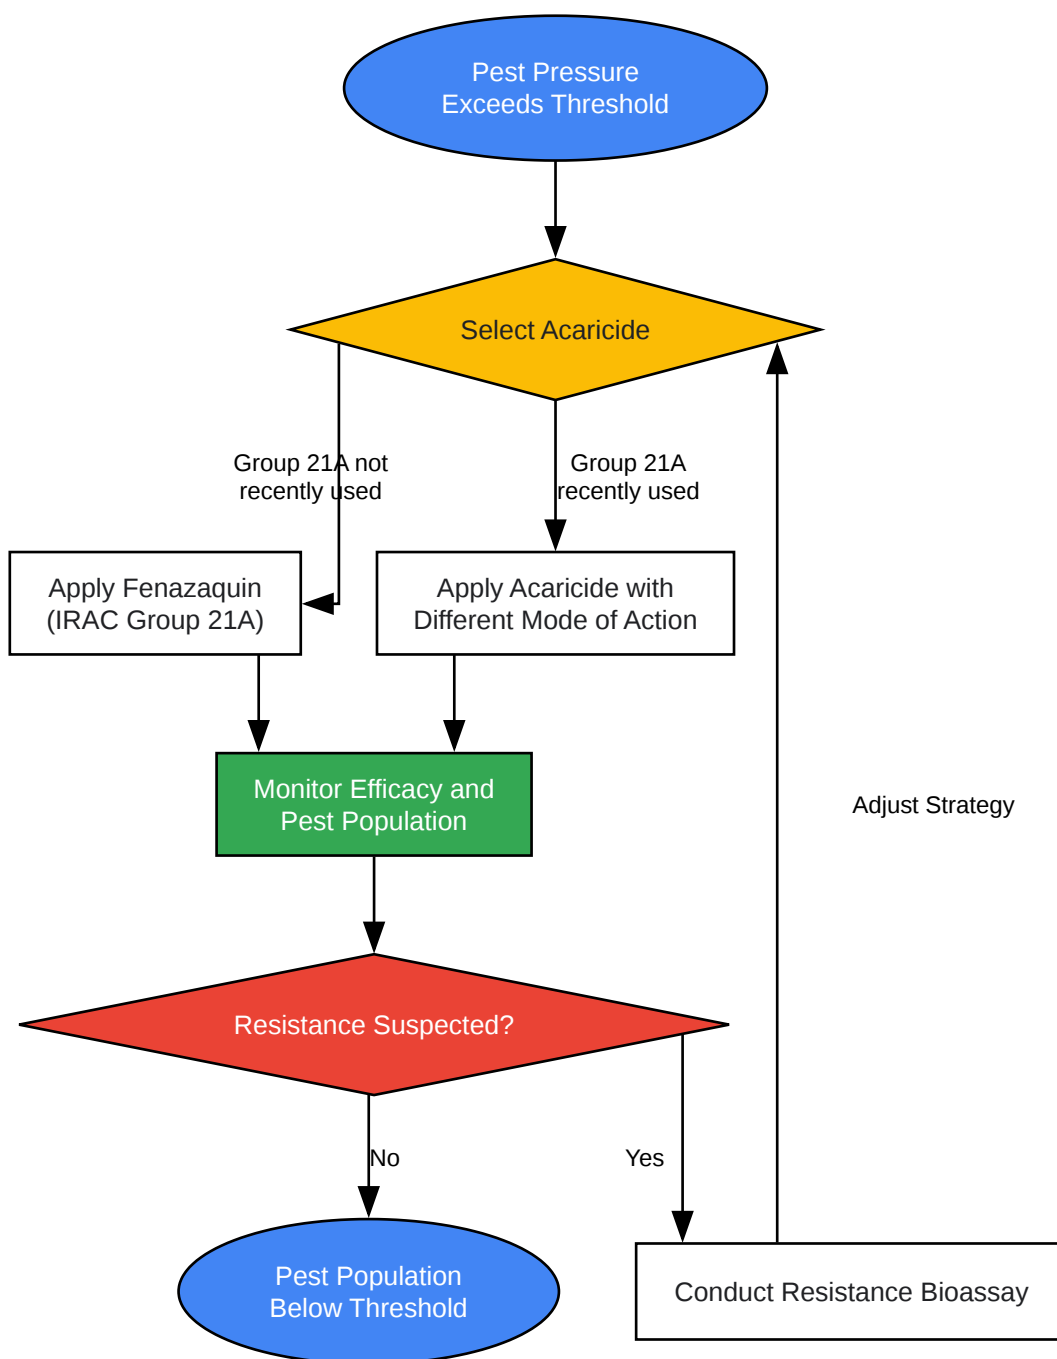 Pest Pressure
Exceeds Threshold
Select Acaricide
Group 21A not
recently used
Group 21A
recently used
Apply Fenazaquin
(IRAC Group 21A)
Apply Acaricide with
Different Mode of Action
Monitor Efficacy and
Pest Population
Adjust Strategy
Resistance Suspected?
No
Yes
Pest Population
Below Threshold
Conduct Resistance Bioassay